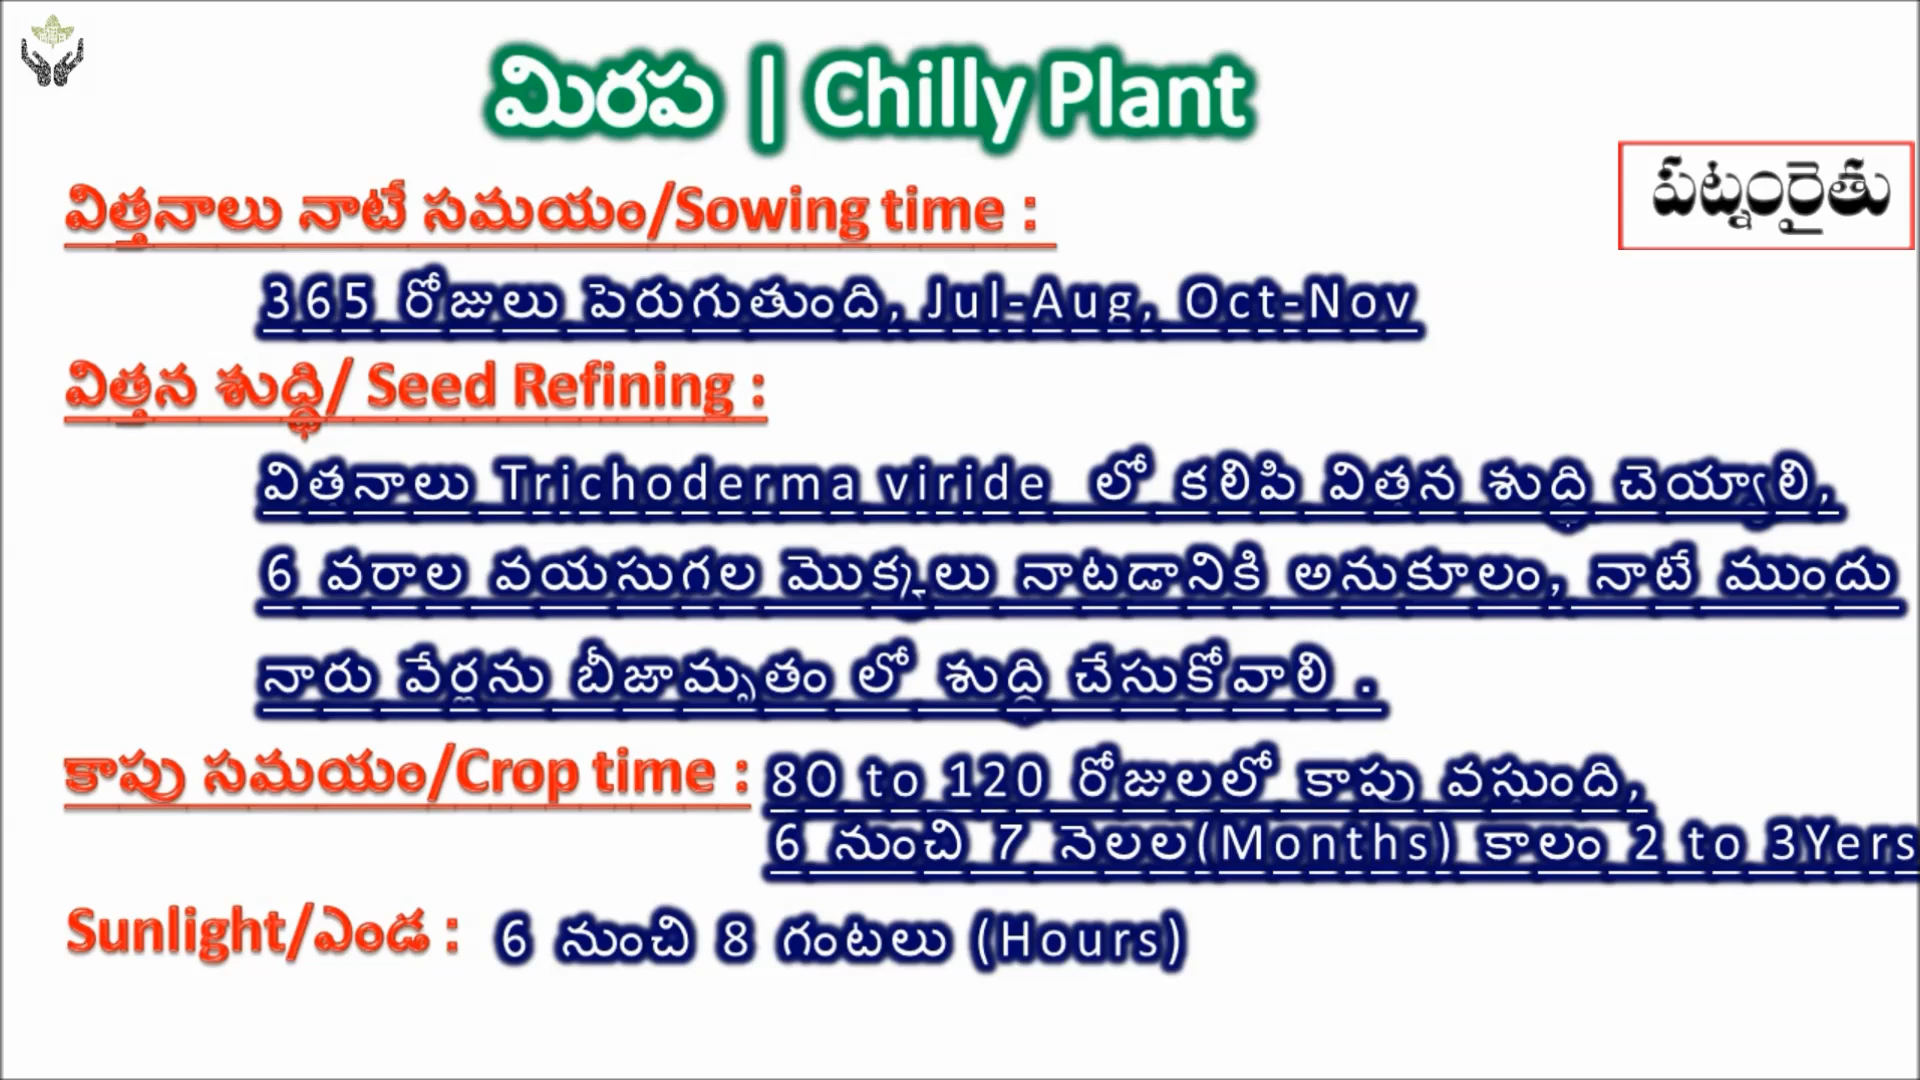 మిరప | Chilly Plant
పట్నంరైతు
విత్తనాలు నాటే సమయం/Sowing time :
365 రోజులు పెరుగుతుంది, Jul-Aug, Oct-Nov
విత్తన శుద్ధి/ Seed Refining :
వితనాలు Trichoderma viride లో కలిపి వితన శుద్ధి చెయ్యాలి,
6 వరాల వయసుగల మొక్కలు నాటడానికి అనుకూలం, నాటే ముందు
నారు వేర్లను బీజామృతం లో శుద్ధి చేసుకోవాలి .
కాపు సమయం/Crop time : 80 to 120 రోజులలో కాపు వస్తుంది,
6 నుంచి 7 నెలల(Months) కాలం 2 to 3Yers
Sunlight/ఎండ : 6 నుంచి 8 గంటలు (Hours)